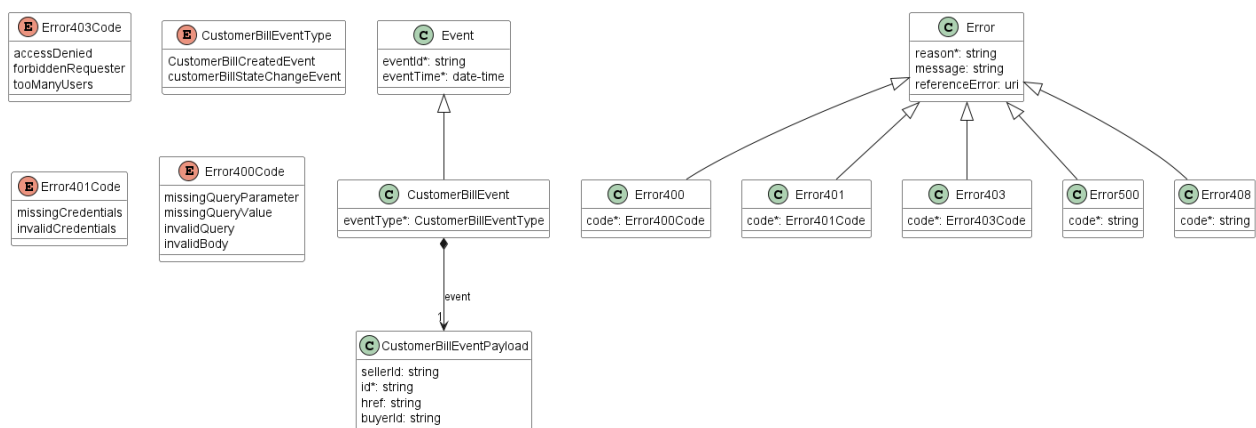 E Error403Code
accessDenied
forbiddenRequester
tooManyUsers
E CustomerBillEventType
CustomerBillCreatedEvent
customerBillStateChangeEvent
C Event
eventId*: string
eventTime*: date-time
C Error
reason*: string
message: string
referenceError: uri
E Error401Code
missingCredentials
invalidCredentials
E Error400Code
missingQueryParameter
missingQueryValue
invalidQuery
invalidBody
C CustomerBillEvent
eventType*: CustomerBillEventType
C Error400
code*: Error400Code
C Error401
code*: Error401Code
C Error403
code*: Error403Code
C Error500
code*: string
C Error408
code*: string
event
1
C CustomerBillEventPayload
sellerId: string
id*: string
href: string
buyerId: string